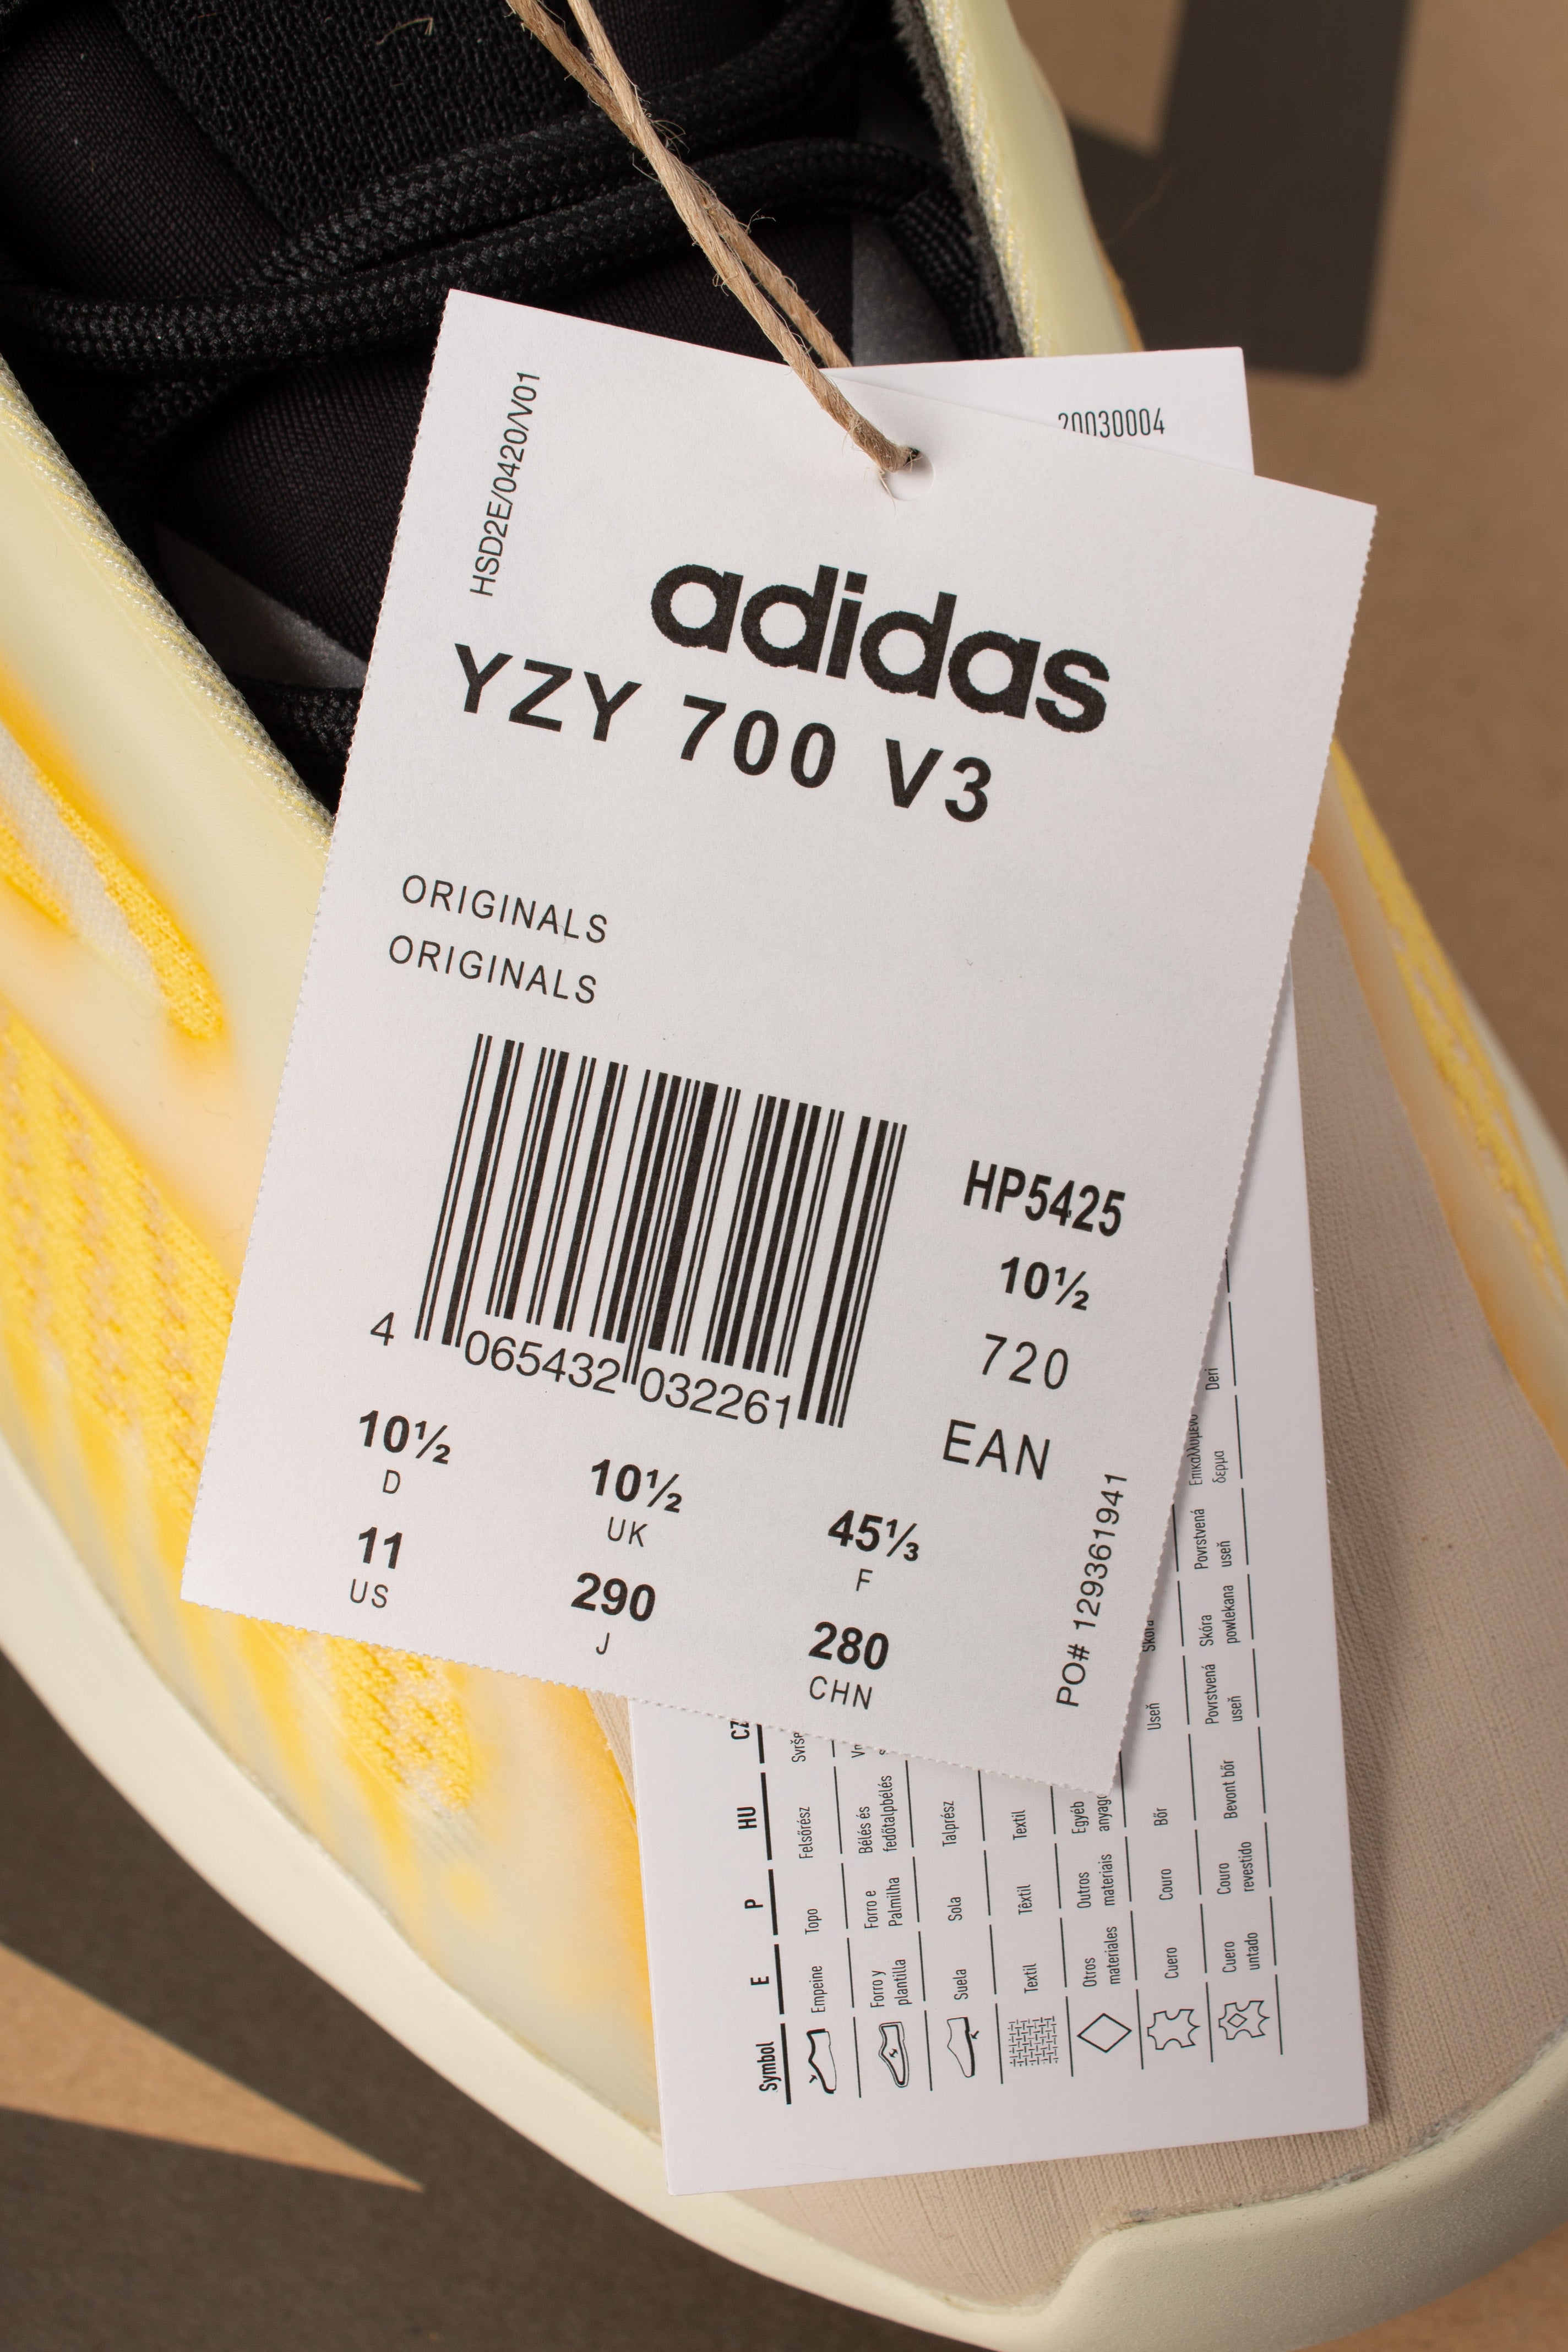 20030004
HSD2E/0420/V01
adidas
YZY 700 V3
ORIGINALS
ORIGINALS
4 065432 032261
HP5425
10½
720
EAN
10½
D
10½
UK
45⅓
F
11
US
290
J
280
CHN
PO# 129361941
Symbol E P HU
Empeine Topo Felsőrész
Forro y plantilla Forro e Palmilha Bélés és fedőtalpbélés
Suela Sola Talprész
Textil Têxtil Textil
Otros materiales Outros materiais Egyéb
Cuero Couro Bőr Useň
Cuero untado Couro revestido Bevont bőr Povrstvená useň Skóra powlekana Povrstvená useň Επικαλλυμένο δερμα Deri